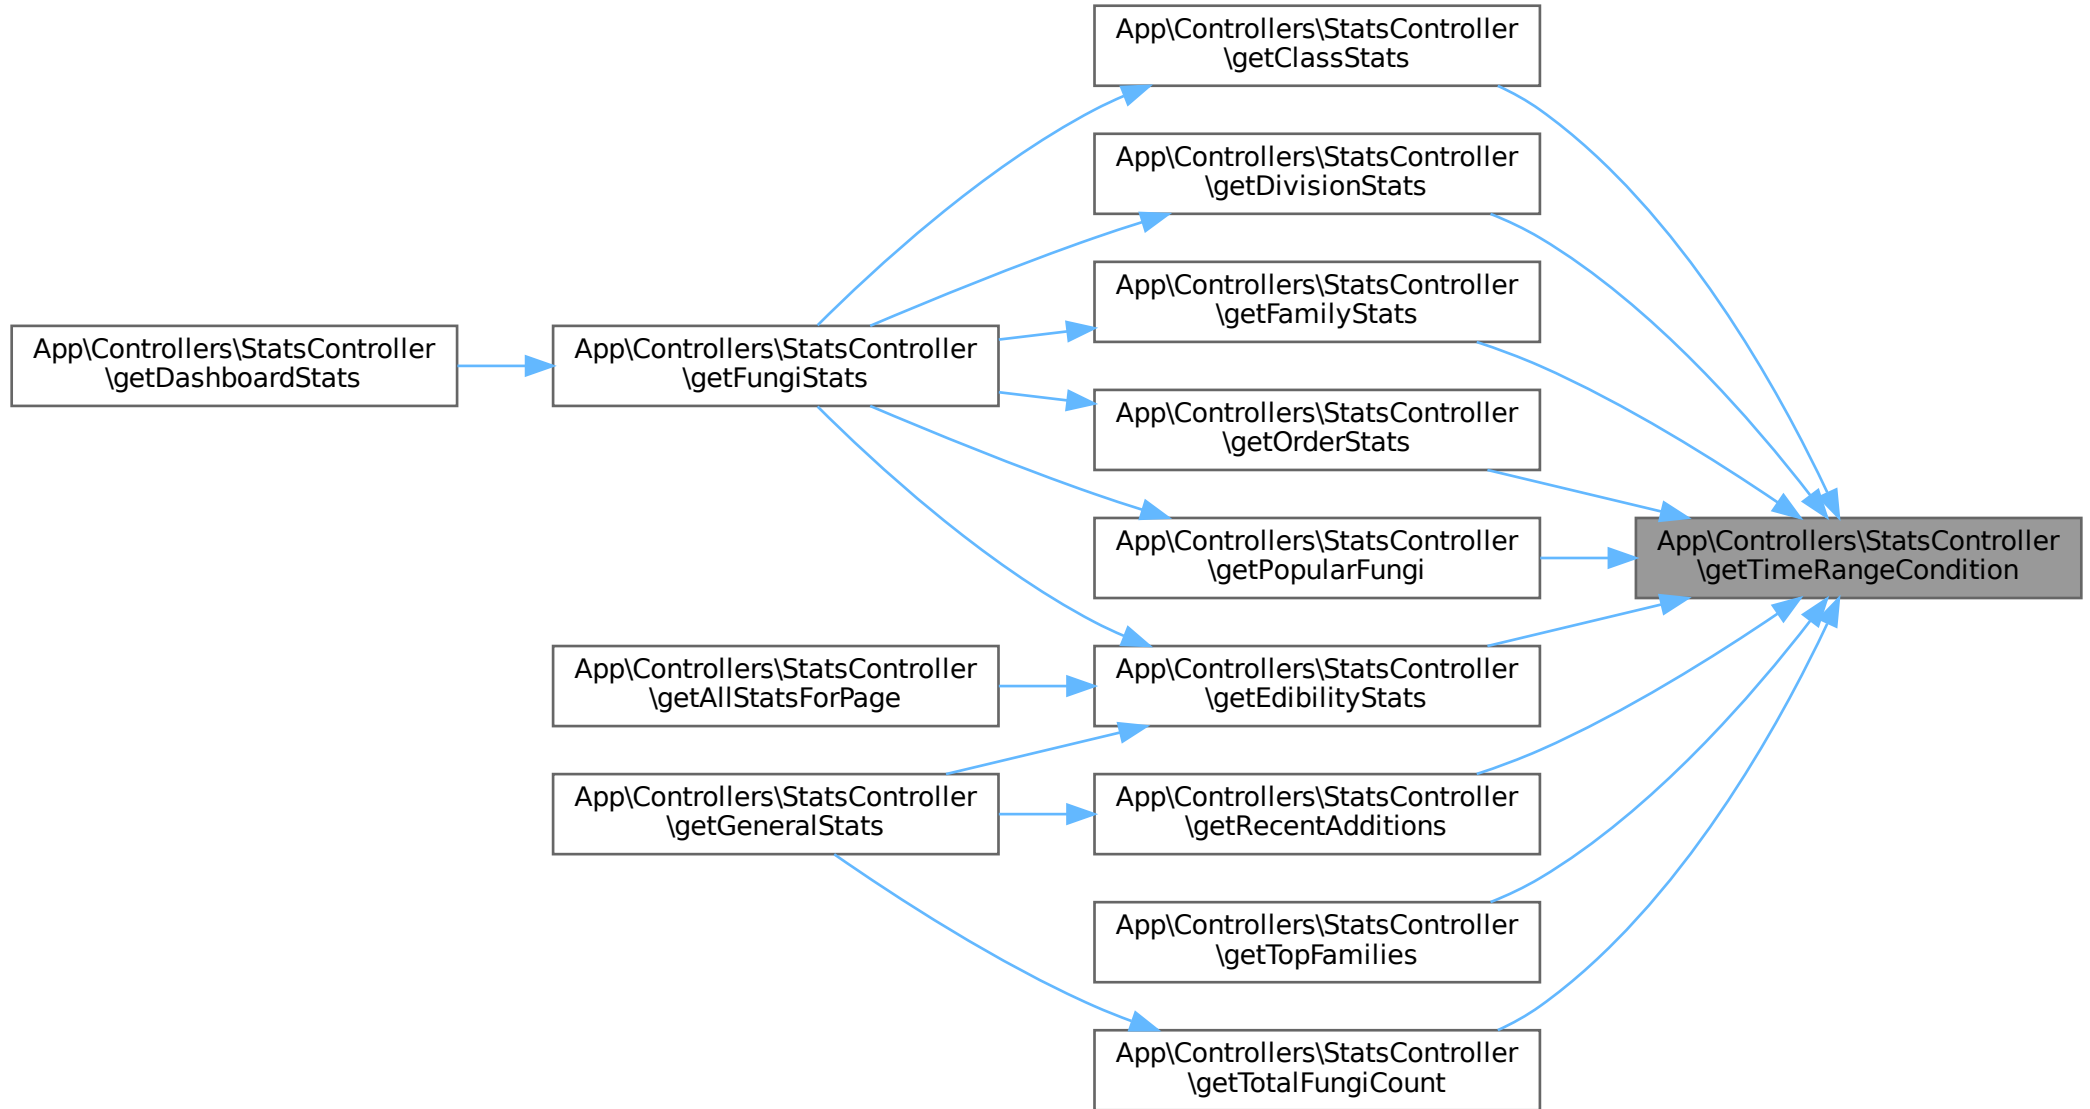 App\Controllers\StatsController
\getClassStats
App\Controllers\StatsController
\getDivisionStats
App\Controllers\StatsController
\getFamilyStats
App\Controllers\StatsController
\getDashboardStats
App\Controllers\StatsController
\getFungiStats
App\Controllers\StatsController
\getOrderStats
App\Controllers\StatsController
\getPopularFungi
App\Controllers\StatsController
\getTimeRangeCondition
App\Controllers\StatsController
\getAllStatsForPage
App\Controllers\StatsController
\getEdibilityStats
App\Controllers\StatsController
\getGeneralStats
App\Controllers\StatsController
\getRecentAdditions
App\Controllers\StatsController
\getTopFamilies
App\Controllers\StatsController
\getTotalFungiCount